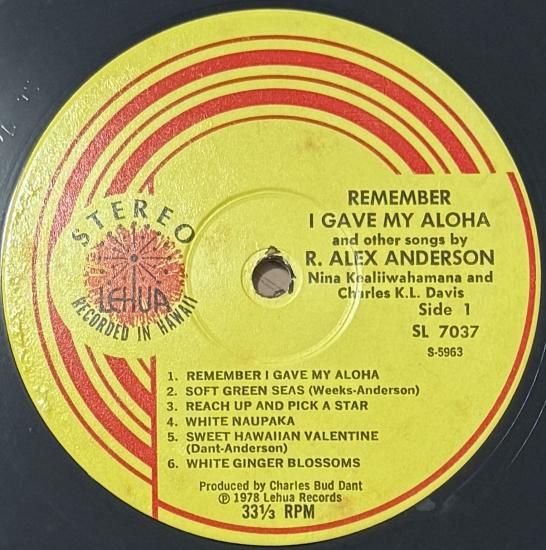 STEREO
LEHUA
RECORDED IN HAWAII
REMEMBER
I GAVE MY ALOHA
and other songs by
R. ALEX ANDERSON
Nina Kealiiwahamana and
Charles K.L. Davis
Side 1
SL 7037
S-5963
1. REMEMBER I GAVE MY ALOHA
2. SOFT GREEN SEAS (Weeks-Anderson)
3. REACH UP AND PICK A STAR
4. WHITE NAUPAKA
5. SWEET HAWAIIAN VALENTINE
(Dant-Anderson)
6. WHITE GINGER BLOSSOMS
Produced by Charles Bud Dant
℗ 1978 Lehua Records
33⅓ RPM